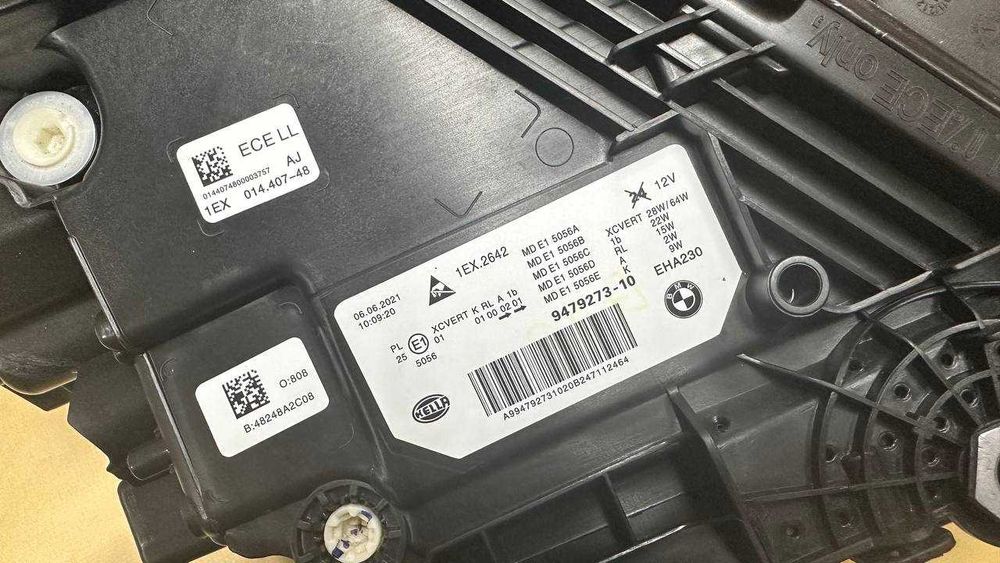 ECE LL
0144074800003757
AJ
1EX 014.407-48
06.06.2021
10:09:20
1EX.2642
MD E1 5056A
MD E1 5056B
MD E1 5056C
MD E1 5056D
MD E1 5056E
12V
XCVERT 28W/64W
1b 22W
RL 15W
A 2W
K 9W
EHA230
PL
25
E1
5056
XCVERT K RL A 1b
01 01 00 02 01
9479273-10
BMW
HELLA
A994792731020B247112464
O:808
B:48248A2C08
ECE only